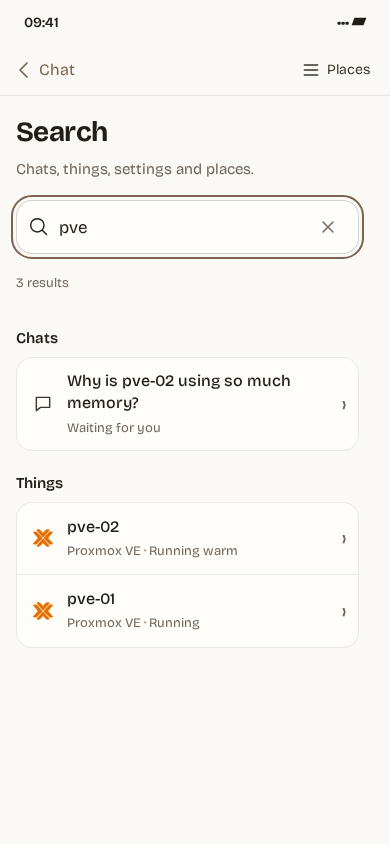 09:41
Chat
Places
Search
Chats, things, settings and places.
pve
3 results
Chats
Why is pve-02 using so much
memory?
Waiting for you
Things
pve-02
Proxmox VE · Running warm
pve-01
Proxmox VE · Running